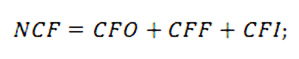 NCF = CFO + CFF + CFI;